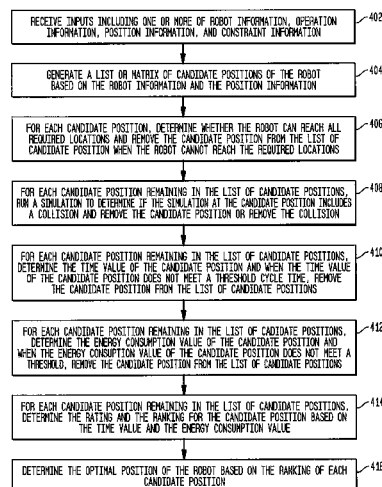 RECEIVE INPUTS INCLUDING ONE OR MORE OF ROBOT INFORMATION, OPERATION
INFORMATION, POSITION INFORMATION, AND CONSTRAINT INFORMATION
402
GENERATE A LIST OR MATRIX OF CANDIDATE POSITIONS OF THE ROBOT
BASED ON THE ROBOT INFORMATION AND THE POSITION INFORMATION
404
FOR EACH CANDIDATE POSITION, DETERMINE WHETHER THE ROBOT CAN REACH ALL
REQUIRED LOCATIONS AND REMOVE THE CANDIDATE POSITION FROM THE LIST OF
CANDIDATE POSITION WHEN THE ROBOT CANNOT REACH THE REQUIRED LOCATIONS
406
FOR EACH CANDIDATE POSITION REMAINING IN THE LIST OF CANDIDATE POSITIONS,
RUN A SIMULATION TO DETERMINE IF THE SIMULATION AT THE CANDIDATE POSITION INCLUDES
A COLLISION AND REMOVE THE CANDIDATE POSITION OR REMOVE THE COLLISION
408
FOR EACH CANDIDATE POSITION REMAINING IN THE LIST OF CANDIDATE POSITIONS,
DETERMINE THE TIME VALUE OF THE CANDIDATE POSITION AND WHEN THE TIME VALUE
OF THE CANDIDATE POSITION DOES NOT MEET A THRESHOLD CYCLE TIME, REMOVE
THE CANDIDATE POSITION FROM THE LIST OF CANDIDATE POSITIONS
410
FOR EACH CANDIDATE POSITION REMAINING IN THE LIST OF CADIDATE POSITIONS,
DETERMINE THE ENERGY CONSUMPTION VALUE OF THE CANDIDATE POSITION AND
WHEN THE ENERGY CONSUPTION VALUE OF THE CANDIDATE POSITION DOES NOT MEET A
THRESHOLD, REMOVE THE CANDIDATE POSITION FROM THE LIST OF CANDIDATE POSITIONS
412
FOR EACH CANDIDATE POSITION REMAINING IN THE LIST OF CANDIDATE POSITIONS,
DETERMINE THE RATING AND THE RANKING FOR THE CANDIDATE POSITION BASED ON
THE TIME VALUE AND THE ENERGY CONSUMPTION VALUE
414
DETERMINE THE OPTIMAL POSITION OF THE ROBOT BASED ON THE RANKING OF EACH
CANDIDATE POSITION
416